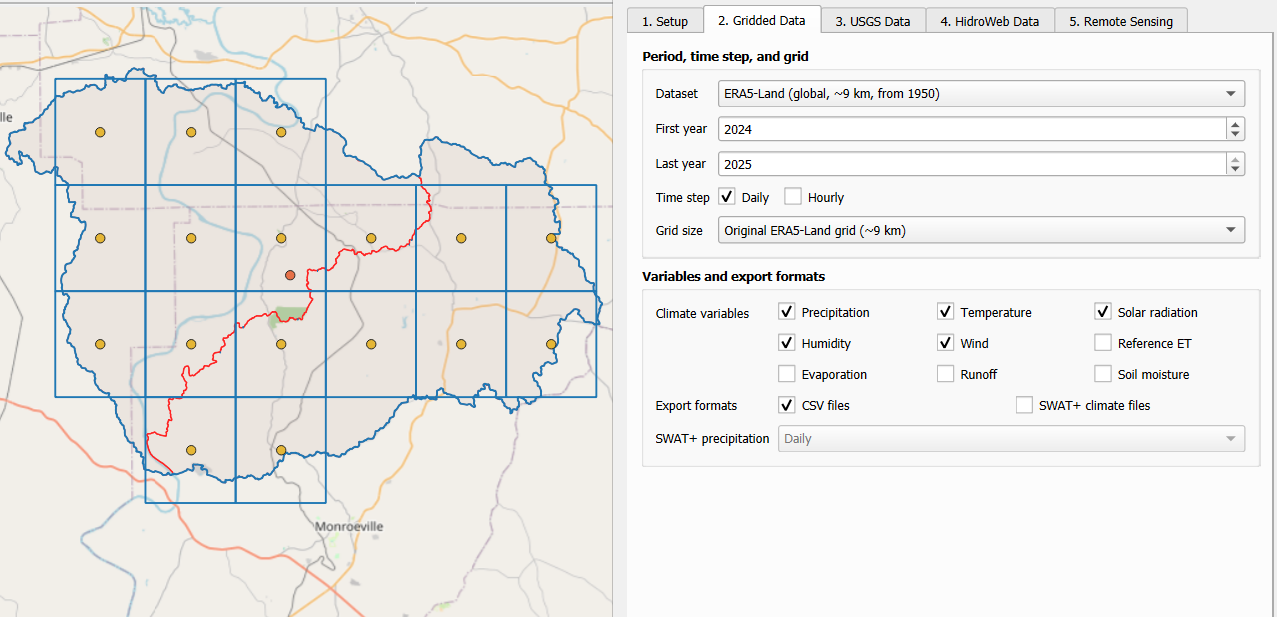 1. Setup 2. Gridded Data 3. USGS Data 4. HidroWeb Data 5. Remote Sensing
Period, time step, and grid
Dataset ERA5-Land (global, ~9 km, from 1950)
First year 2024
Last year 2025
Time step Daily Hourly
Grid size Original ERA5-Land grid (~9 km)
Variables and export formats
Climate variables Precipitation Temperature Solar radiation
Humidity Wind Reference ET
Evaporation Runoff Soil moisture
Export formats CSV files SWAT+ climate files
SWAT+ precipitation Daily
lle
Monroeville